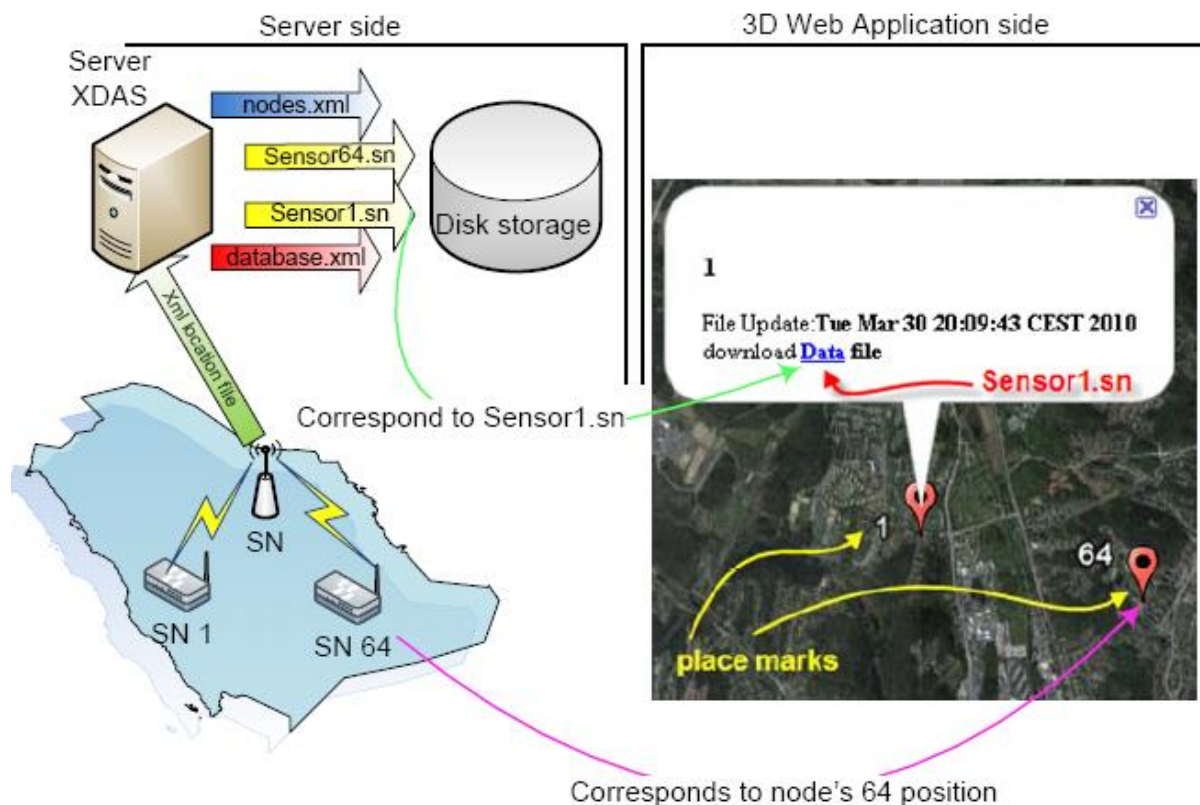 Server side
3D Web Application side
Server
XDAS
nodes.xml
Sensor64.sn
Sensor1.sn
database.xml
Disk storage
Xml location file
1
File Update:Tue Mar 30 20:09:43 CEST 2010
download Data file
Sensor1.sn
Correspond to Sensor1.sn
SN
SN 1
SN 64
1
64
place marks
Corresponds to node's 64 position